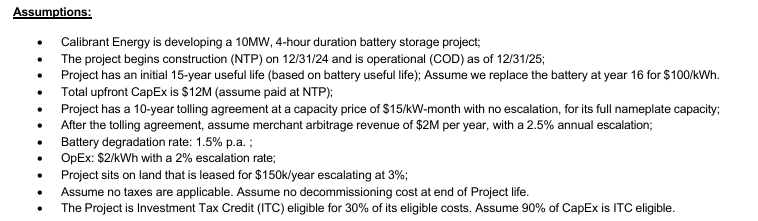 Assumptions:
• Calibrant Energy is developing a 10MW, 4-hour duration battery storage project;
• The project begins construction (NTP) on 12/31/24 and is operational (COD) as of 12/31/25;
• Project has an initial 15-year useful life (based on battery useful life); Assume we replace the battery at year 16 for $100/kWh.
• Total upfront CapEx is $12M (assume paid at NTP);
• Project has a 10-year tolling agreement at a capacity price of $15/kW-month with no escalation, for its full nameplate capacity;
• After the tolling agreement, assume merchant arbitrage revenue of $2M per year, with a 2.5% annual escalation;
• Battery degradation rate: 1.5% p.a. ;
• OpEx: $2/kWh with a 2% escalation rate;
• Project sits on land that is leased for $150k/year escalating at 3%;
• Assume no taxes are applicable. Assume no decommissioning cost at end of Project life.
• The Project is Investment Tax Credit (ITC) eligible for 30% of its eligible costs. Assume 90% of CapEx is ITC eligible.